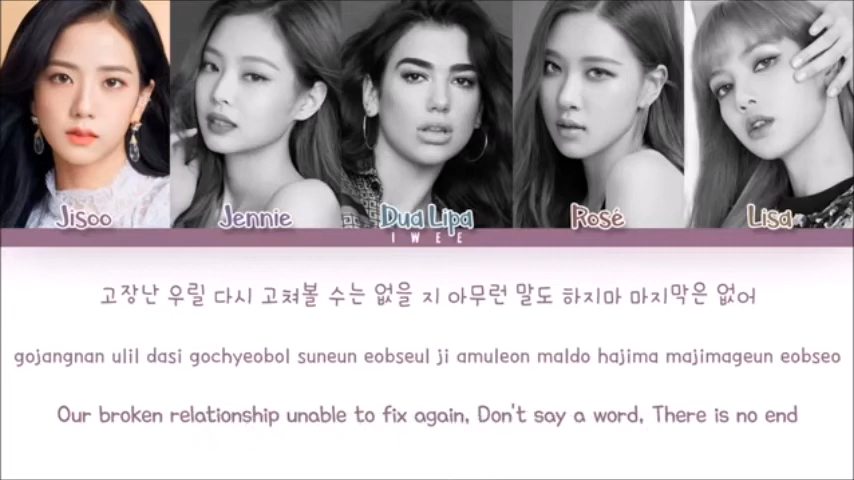 Jisoo Jennie Dua Lipa Rosé Lisa
IWEE
고장난 우릴 다시 고쳐볼 수는 없을 지 아무런 말도 하지마 마지막은 없어
gojangnan ulil dasi gochyeobol suneun eobseul ji amuleon maldo hajima majimageun eobseo
Our broken relationship unable to fix again, Don't say a word, There is no end